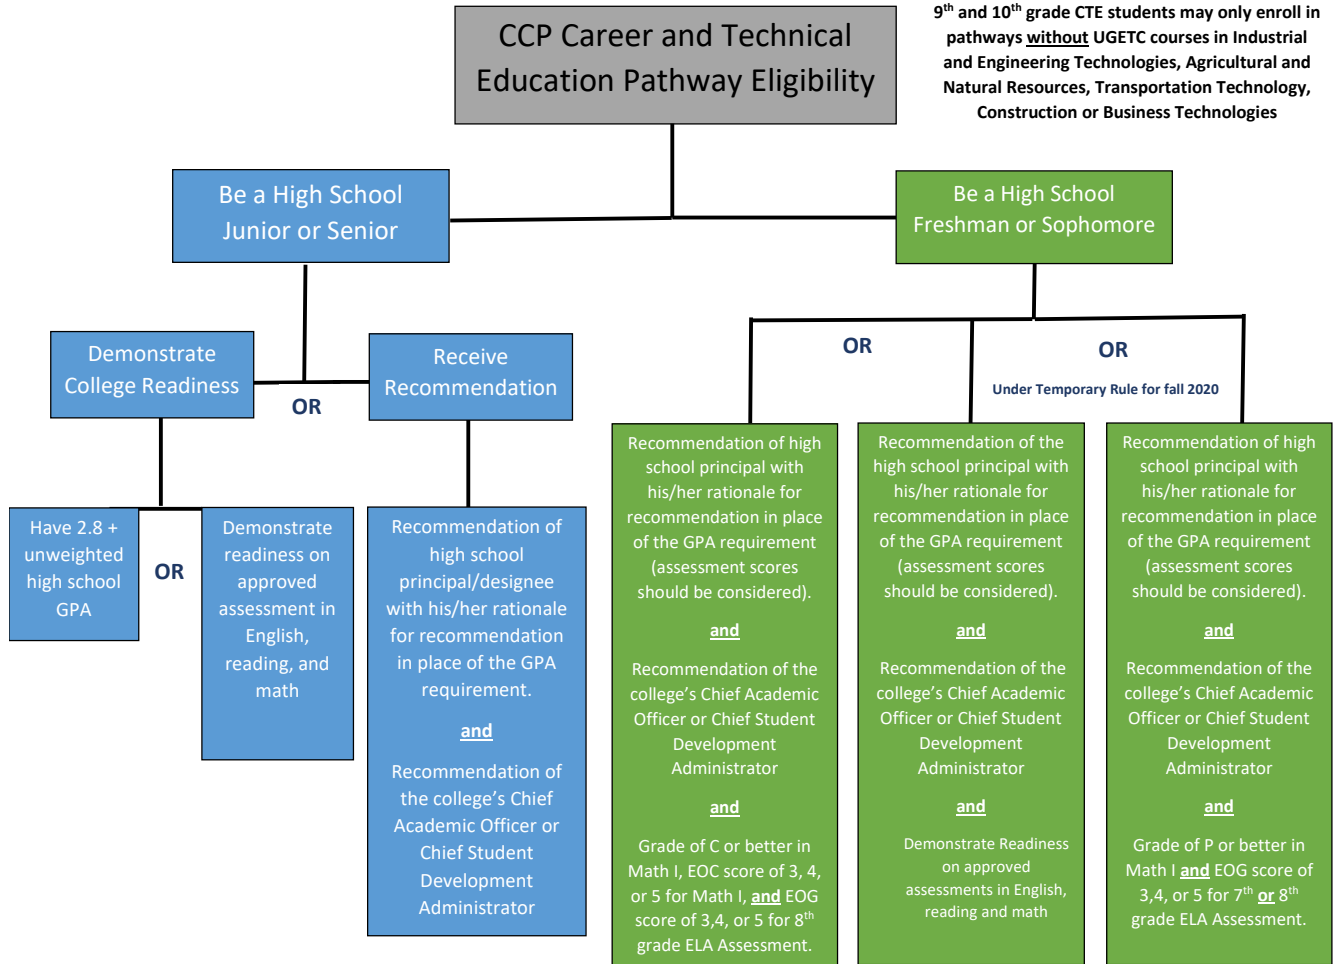 CCP Career and Technical
Education Pathway Eligibility
9th and 10th grade CTE students may only enroll in
pathways without UGETC courses in Industrial
and Engineering Technologies, Agricultural and
Natural Resources, Transportation Technology,
Construction or Business Technologies
Be a High School
Junior or Senior
Be a High School
Freshman or Sophomore
Demonstrate
College Readiness
OR
Receive
Recommendation
OR
OR
Under Temporary Rule for fall 2020
Have 2.8 +
unweighted
high school
GPA
OR
Demonstrate
readiness on
approved
assessment in
English,
reading, and
math
Recommendation of
high school
principal/designee
with his/her rationale
for recommendation
in place of the GPA
requirement.
and
Recommendation of
the college’s Chief
Academic Officer or
Chief Student
Development
Administrator
Recommendation of high
school principal with
his/her rationale for
recommendation in place
of the GPA requirement
(assessment scores
should be considered).
and
Recommendation of the
college’s Chief Academic
Officer or Chief Student
Development
Administrator
and
Grade of C or better in
Math I, EOC score of 3, 4,
or 5 for Math I, and EOG
score of 3,4, or 5 for 8th
grade ELA Assessment.
Recommendation of the
high school principal with
his/her rationale for
recommendation in place
of the GPA requirement
(assessment scores
should be considered).
and
Recommendation of the
college’s Chief Academic
Officer or Chief Student
Development
Administrator
and
Demonstrate Readiness
on approved
assessments in English,
reading and math
Recommendation of high
school principal with
his/her rationale for
recommendation in place
of the GPA requirement
(assessment scores
should be considered).
and
Recommendation of the
college’s Chief Academic
Officer or Chief Student
Development
Administrator
and
Grade of P or better in
Math I and EOG score of
3,4, or 5 for 7th or 8th
grade ELA Assessment.